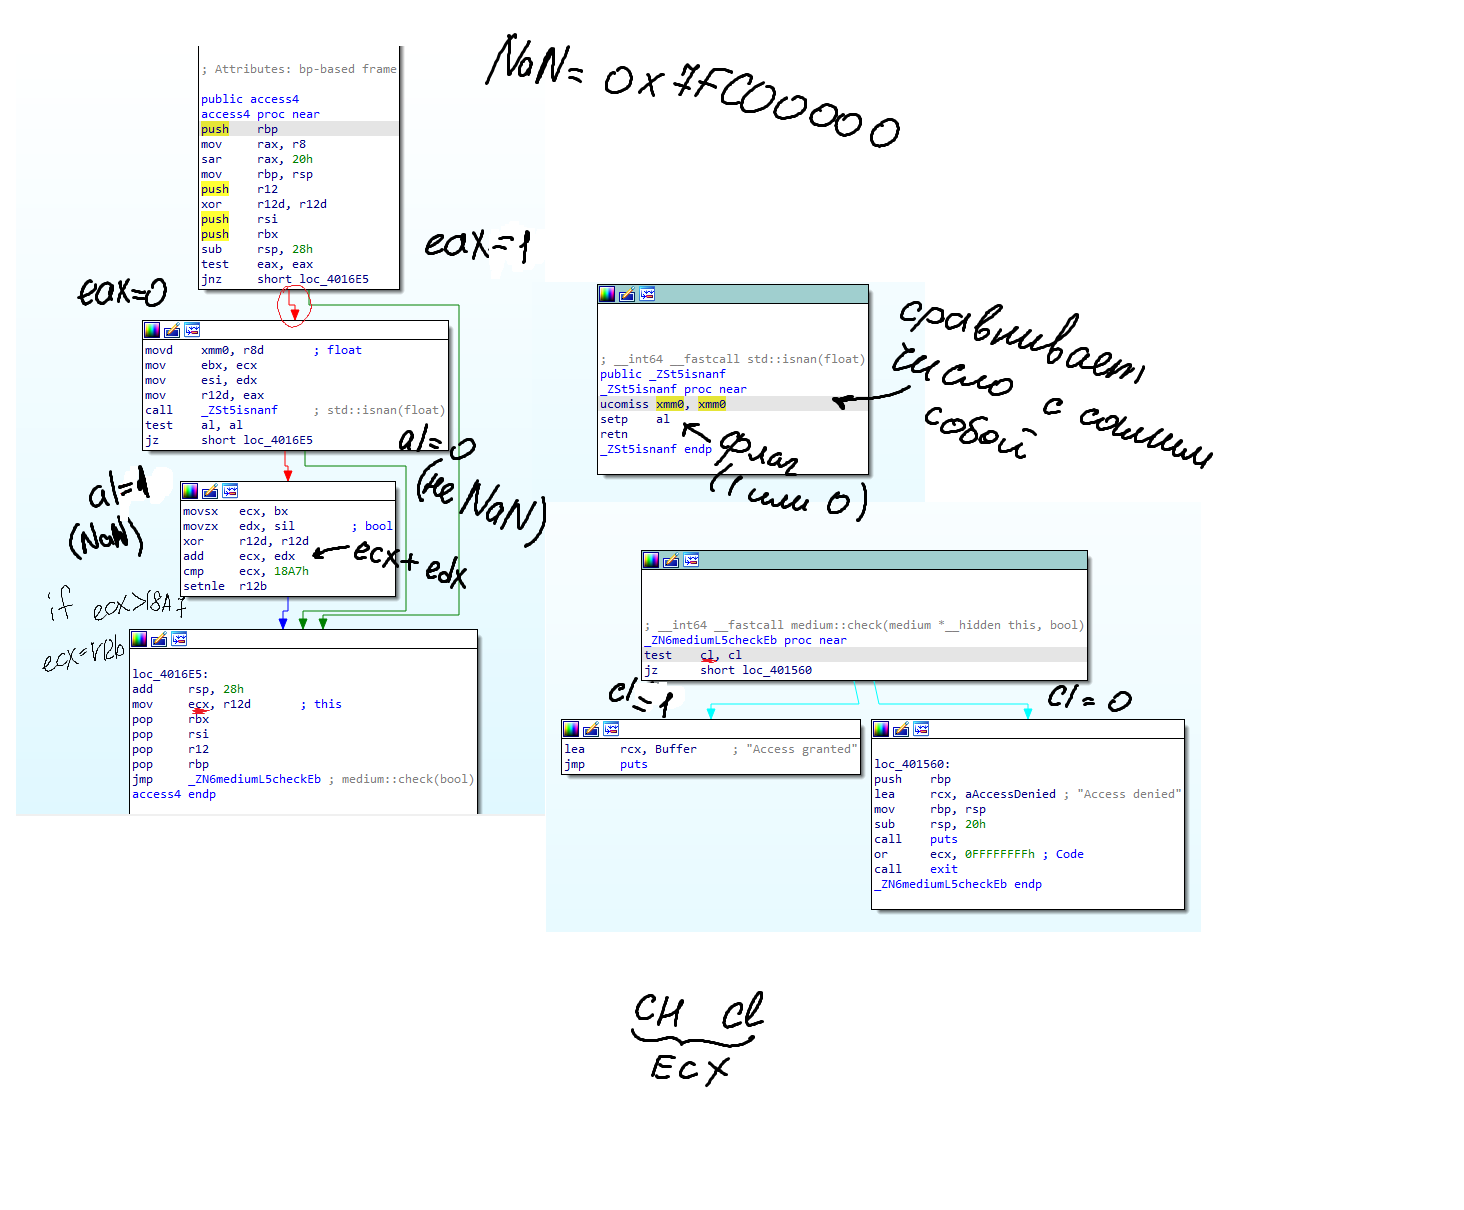 NaN = 0x7FC00000
; Attributes: bp-based frame
public access4
access4 proc near
push rbp
mov rax, r8
sar rax, 20h
mov rbp, rsp
push r12
xor r12d, r12d
push rsi
push rbx
sub rsp, 28h
test eax, eax
jnz short loc_4016E5
eax=1
eax=0
movd xmm0, r8d ; float
mov ebx, ecx
mov esi, edx
mov r12d, eax
call _ZSt5isnanf ; std::isnan(float)
test al, al
jz short loc_4016E5
al=0
(не NaN)
al=1
(NaN)
movsx ecx, bx
movzx edx, sil ; bool
xor r12d, r12d
add ecx, edx
cmp ecx, 18A7h
setnle r12b
ecx+edx
if ecx>18A7
ecx=r12b
loc_4016E5:
add rsp, 28h
mov ecx, r12d ; this
pop rbx
pop rsi
pop r12
pop rbp
jmp _ZN6mediumL5checkEb ; medium::check(bool)
access4 endp
; __int64 __fastcall std::isnan(float)
public _ZSt5isnanf
_ZSt5isnanf proc near
ucomiss xmm0, xmm0
setp al
retn
_ZSt5isnanf endp
сравнивает
число с самим
собой
флаг
(1 или 0)
; __int64 __fastcall medium::check(medium *__hidden this, bool)
_ZN6mediumL5checkEb proc near
test cl, cl
jz short loc_401560
cl=1
cl=0
lea rcx, Buffer ; "Access granted"
jmp puts
loc_401560:
push rbp
lea rcx, aAccessDenied ; "Access denied"
mov rbp, rsp
sub rsp, 20h
call puts
or ecx, 0FFFFFFFFh ; Code
call exit
_ZN6mediumL5checkEb endp
CH cl
ECX